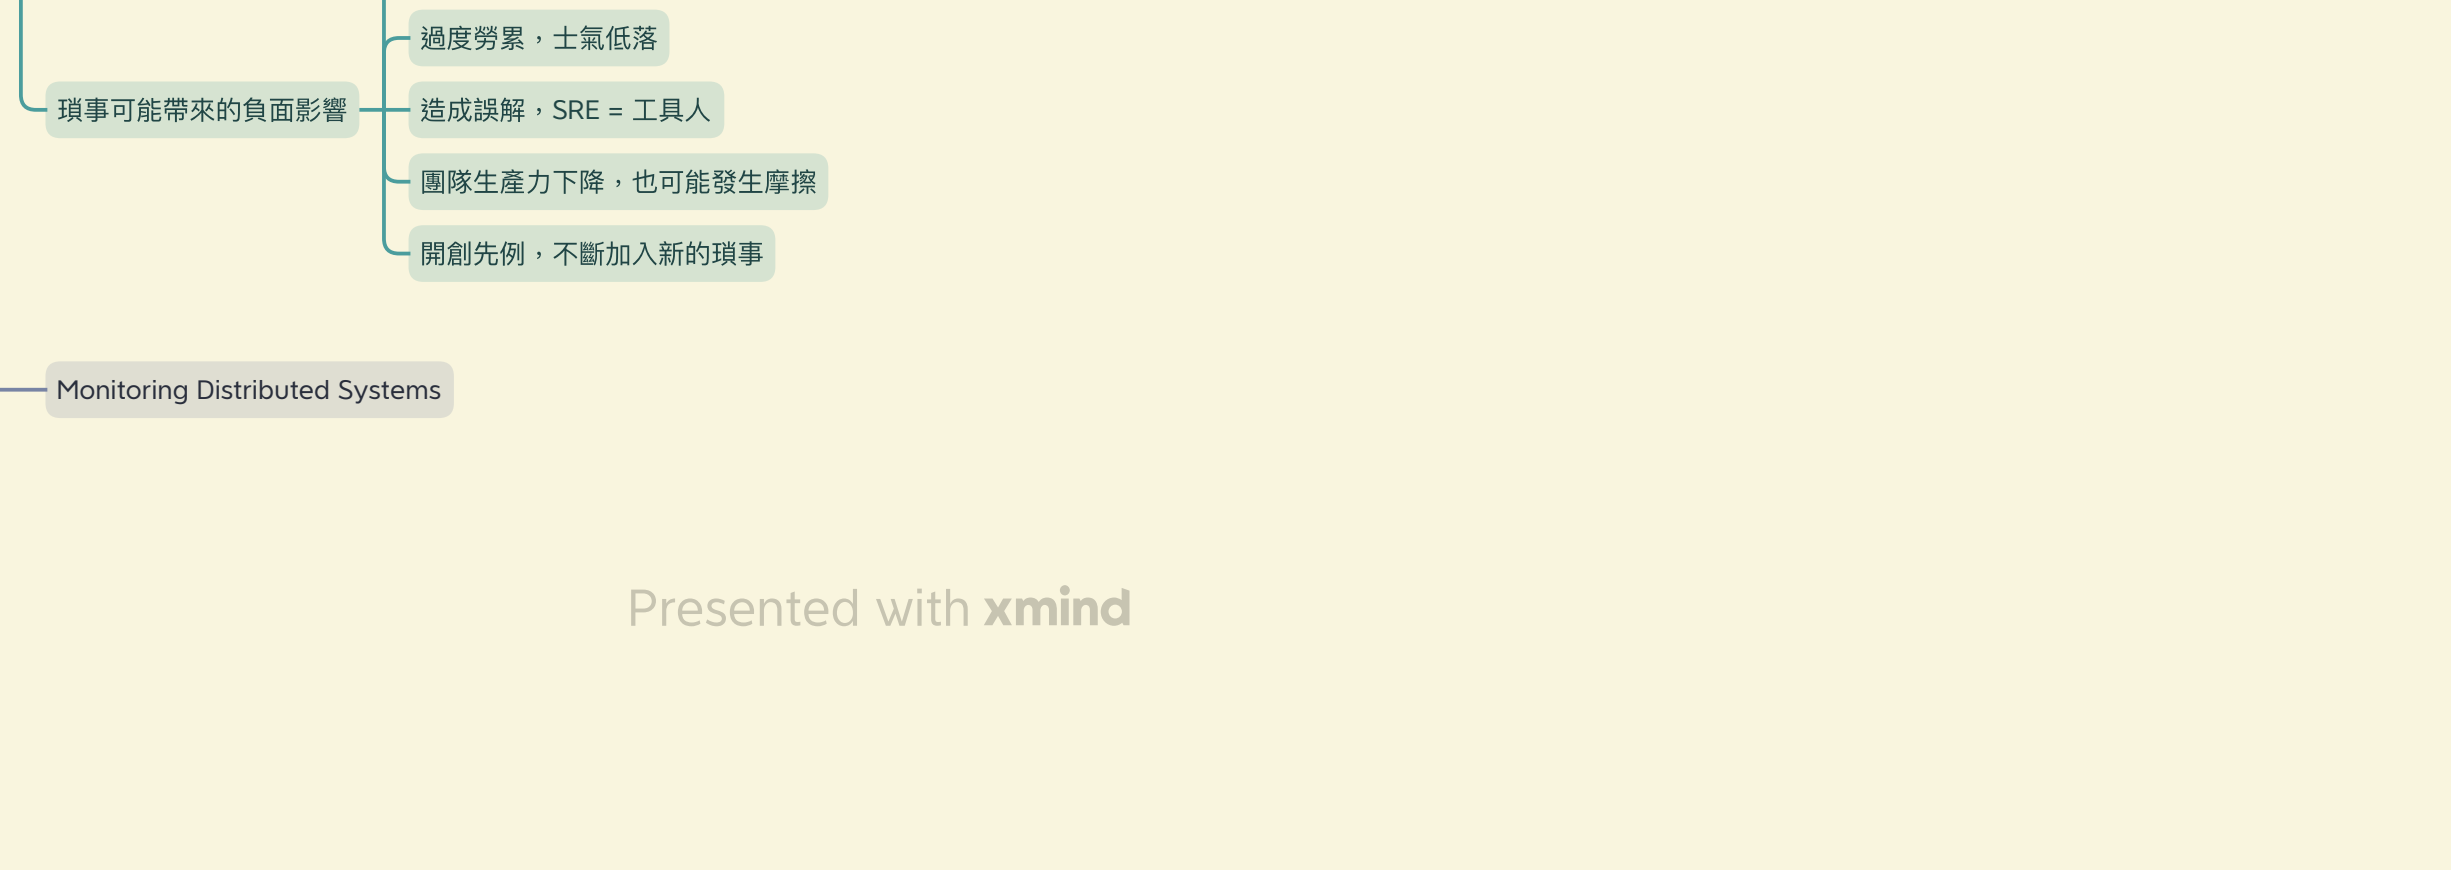 過度勞累，士氣低落
瑣事可能帶來的負面影響
造成誤解，SRE = 工具人
團隊生產力下降，也可能發生摩擦
開創先例，不斷加入新的瑣事
Monitoring Distributed Systems
Presented with xmind